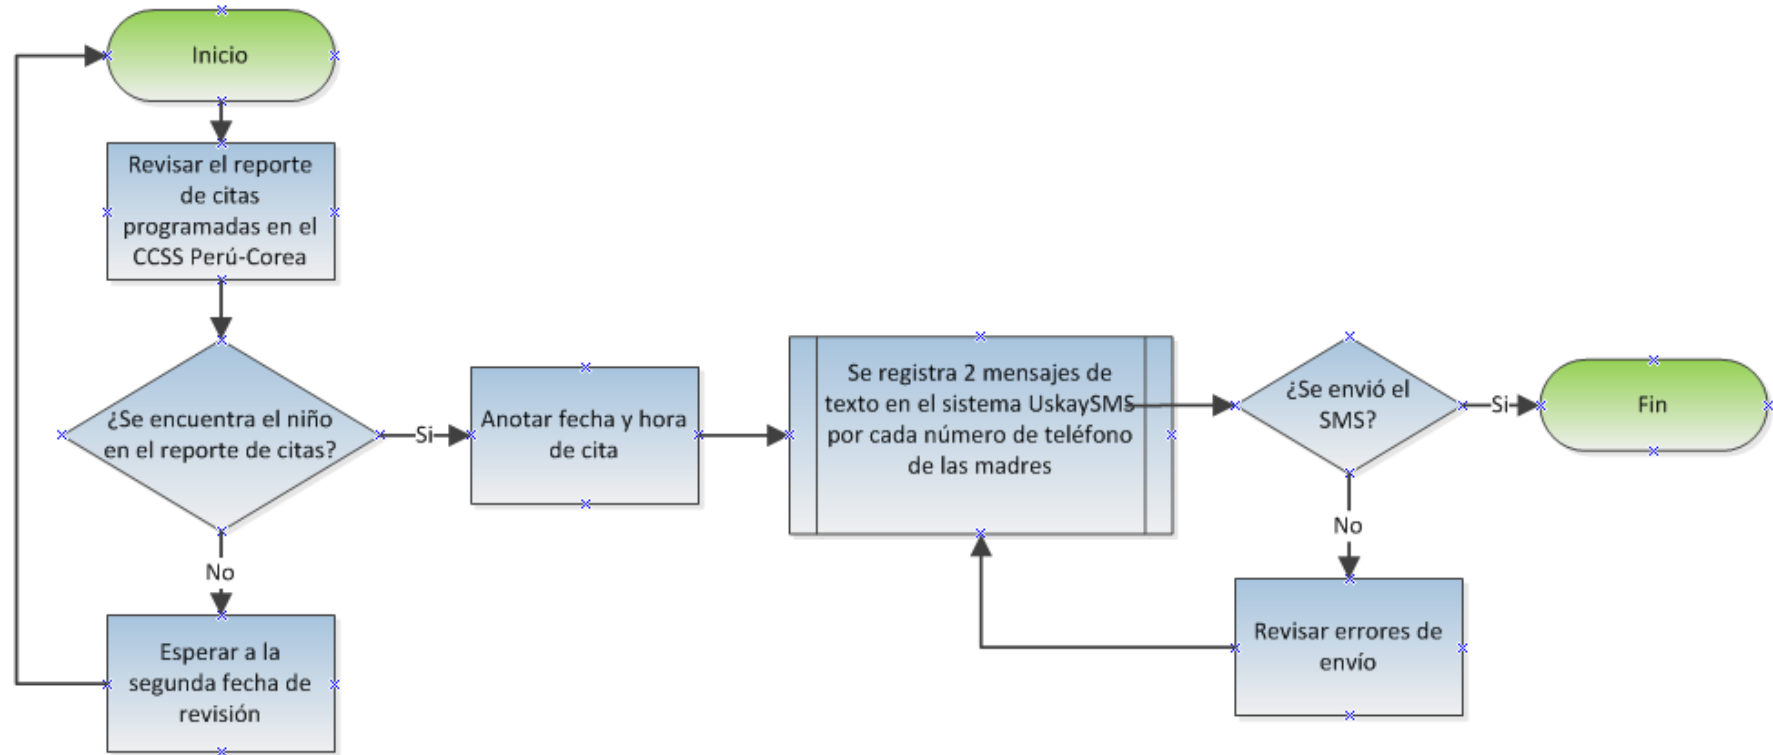 Inicio
Revisar el reporte
de citas
programadas en el
CCSS Perú-Corea
¿Se encuentra el niño
en el reporte de citas?
Si
No
Esperar a la
segunda fecha de
revisión
Anotar fecha y hora
de cita
Se registra 2 mensajes de
texto en el sistema UskaySMS
por cada número de teléfono
de las madres
¿Se envió el
SMS?
Si
No
Revisar errores de
envío
Fin